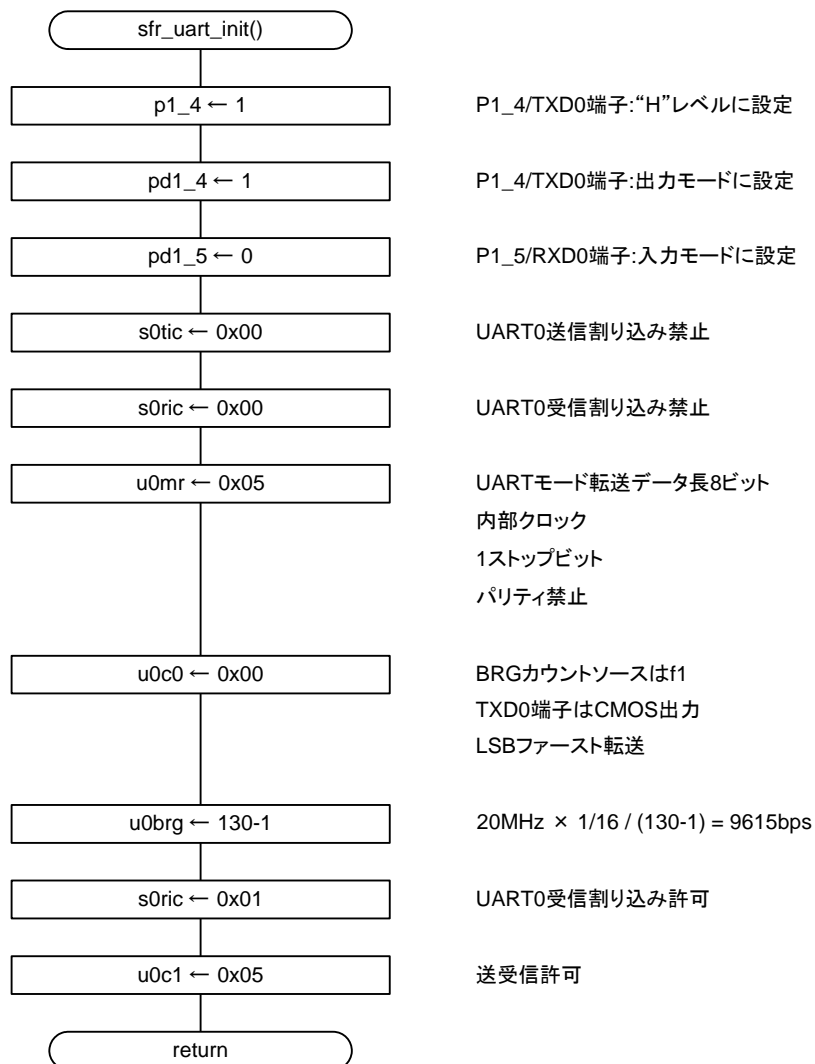 sfr_uart_init()
p1_4 ← 1
P1_4/TXD0端子:“H”レベルに設定
pd1_4 ← 1
P1_4/TXD0端子:出力モードに設定
pd1_5 ← 0
P1_5/RXD0端子:入力モードに設定
s0tic ← 0x00
UART0送信割り込み禁止
s0ric ← 0x00
UART0受信割り込み禁止
u0mr ← 0x05
UARTモード転送データ長8ビット
内部クロック
1ストップビット
パリティ禁止
u0c0 ← 0x00
BRGカウントソースはf1
TXD0端子はCMOS出力
LSBファースト転送
u0brg ← 130-1
20MHz × 1/16 / (130-1) = 9615bps
s0ric ← 0x01
UART0受信割り込み許可
u0c1 ← 0x05
送受信許可
return